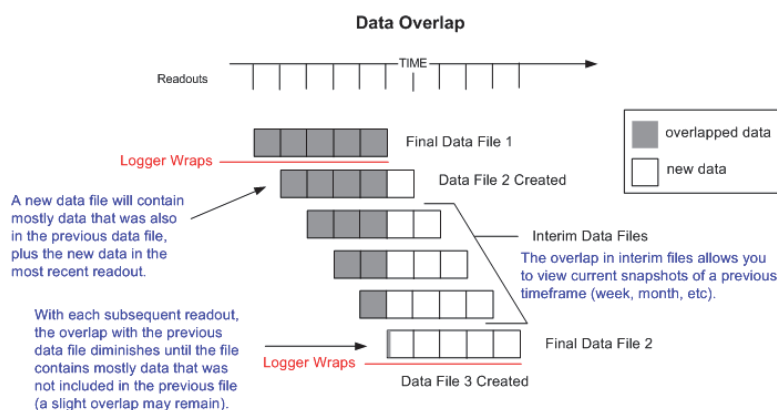 Data Overlap
TIME
Readouts
overlapped data
new data
Final Data File 1
Logger Wraps
Data File 2 Created
A new data file will contain
mostly data that was also
in the previous data file,
plus the new data in the
most recent readout.
Interim Data Files
The overlap in interim files allows you
to view current snapshots of a previous
timeframe (week, month, etc).
With each subsequent readout,
the overlap with the previous
data file diminishes until the file
contains mostly data that was
not included in the previous file
(a slight overlap may remain).
Final Data File 2
Logger Wraps
Data File 3 Created